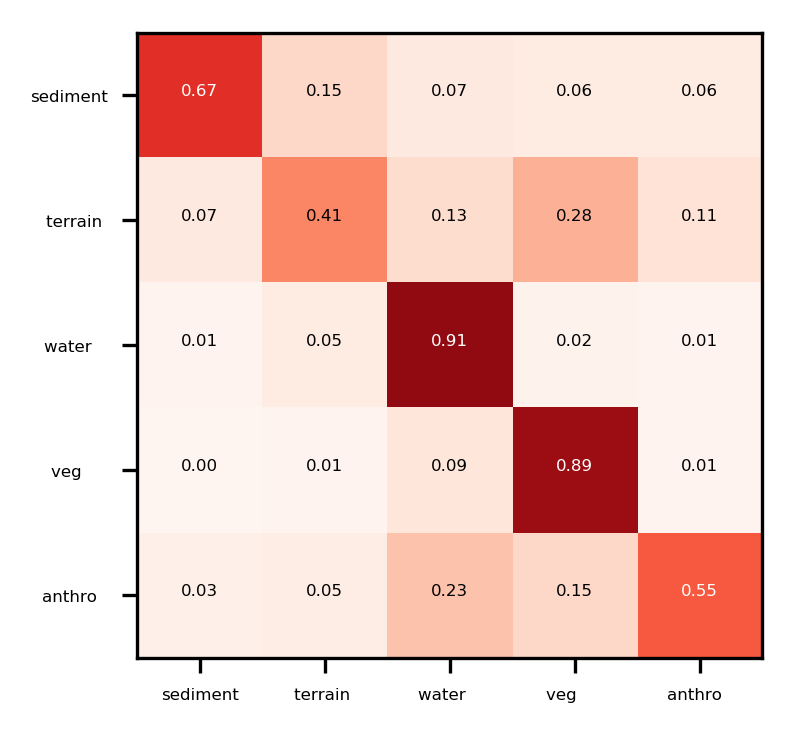 sediment 0.67 0.15 0.07 0.06 0.06
terrain 0.07 0.41 0.13 0.28 0.11
water 0.01 0.05 0.91 0.02 0.01
veg 0.00 0.01 0.09 0.89 0.01
anthro 0.03 0.05 0.23 0.15 0.55
sediment terrain water veg anthro